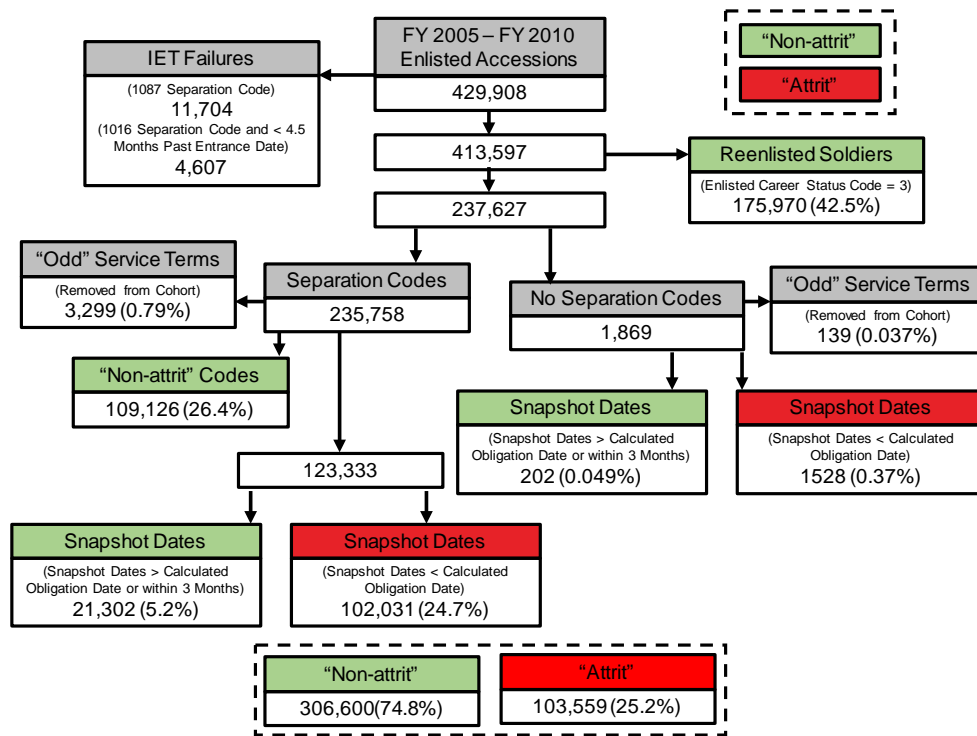 FY 2005 – FY 2010
Enlisted Accessions
429,908
"Non-attrit"
"Attrit"
IET Failures
(1087 Separation Code)
11,704
(1016 Separation Code and < 4.5
Months Past Entrance Date)
4,607
413,597
Reenlisted Soldiers
(Enlisted Career Status Code = 3)
175,970 (42.5%)
237,627
"Odd" Service Terms
(Removed from Cohort)
3,299 (0.79%)
Separation Codes
235,758
No Separation Codes
1,869
"Odd" Service Terms
(Removed from Cohort)
139 (0.037%)
"Non-attrit" Codes
109,126 (26.4%)
Snapshot Dates
(Snapshot Dates > Calculated
Obligation Date or within 3 Months)
202 (0.049%)
Snapshot Dates
(Snapshot Dates < Calculated
Obligation Date)
1528 (0.37%)
123,333
Snapshot Dates
(Snapshot Dates > Calculated
Obligation Date or within 3 Months)
21,302 (5.2%)
Snapshot Dates
(Snapshot Dates < Calculated
Obligation Date)
102,031 (24.7%)
"Non-attrit"
306,600(74.8%)
"Attrit"
103,559 (25.2%)